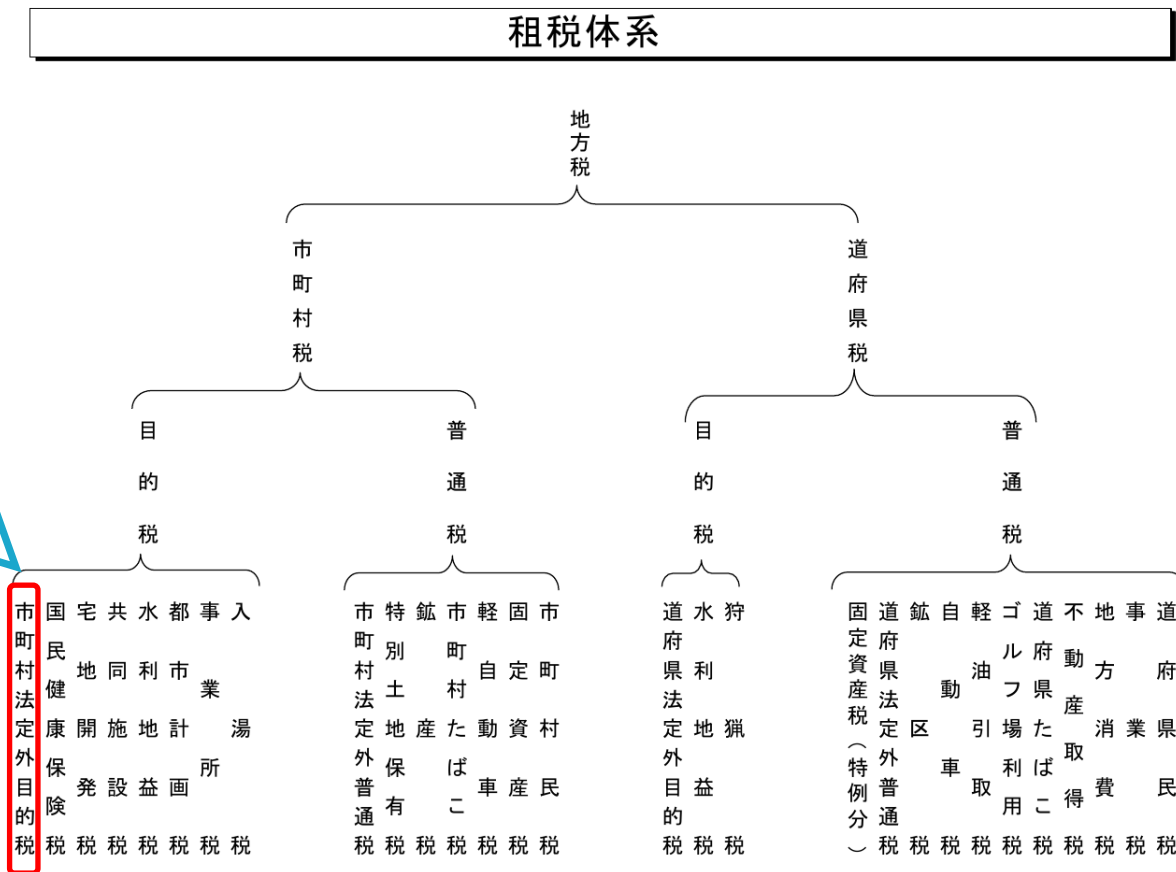 租税体系
地方税
道府県税
市町村税
普通税
目的税
普通税
目的税
道府県民税
事業税
地方消費税
不動産取得税
道府県たばこ税
ゴルフ場利用税
軽油引取税
自動車税
鉱区税
道府県法定外普通税
固定資産税（特例分）
狩猟税
水利地益税
道府県法定外目的税
市町村民税
固定資産税
軽自動車税
市町村たばこ税
鉱産税
特別土地保有税
市町村法定外普通税
入湯税
事業所税
都市計画税
水利地益税
共同施設税
宅地開発税
国民健康保険税
市町村法定外目的税